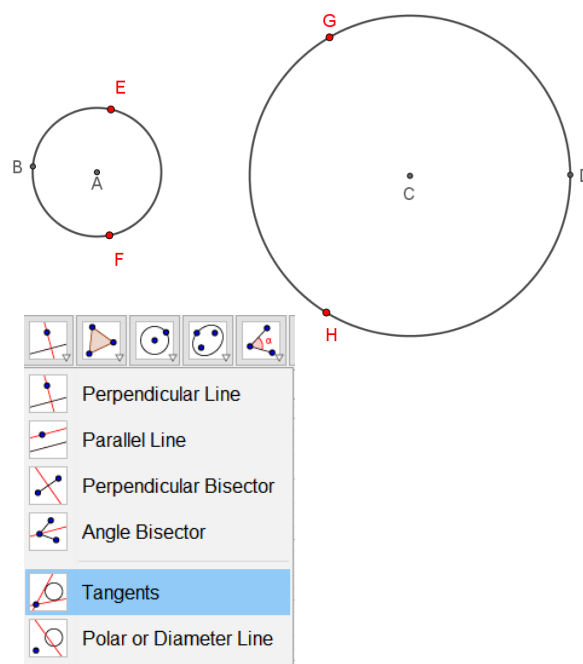 G
E
B
A
C
D
F
H
α
Perpendicular Line
Parallel Line
Perpendicular Bisector
Angle Bisector
Tangents
Polar or Diameter Line